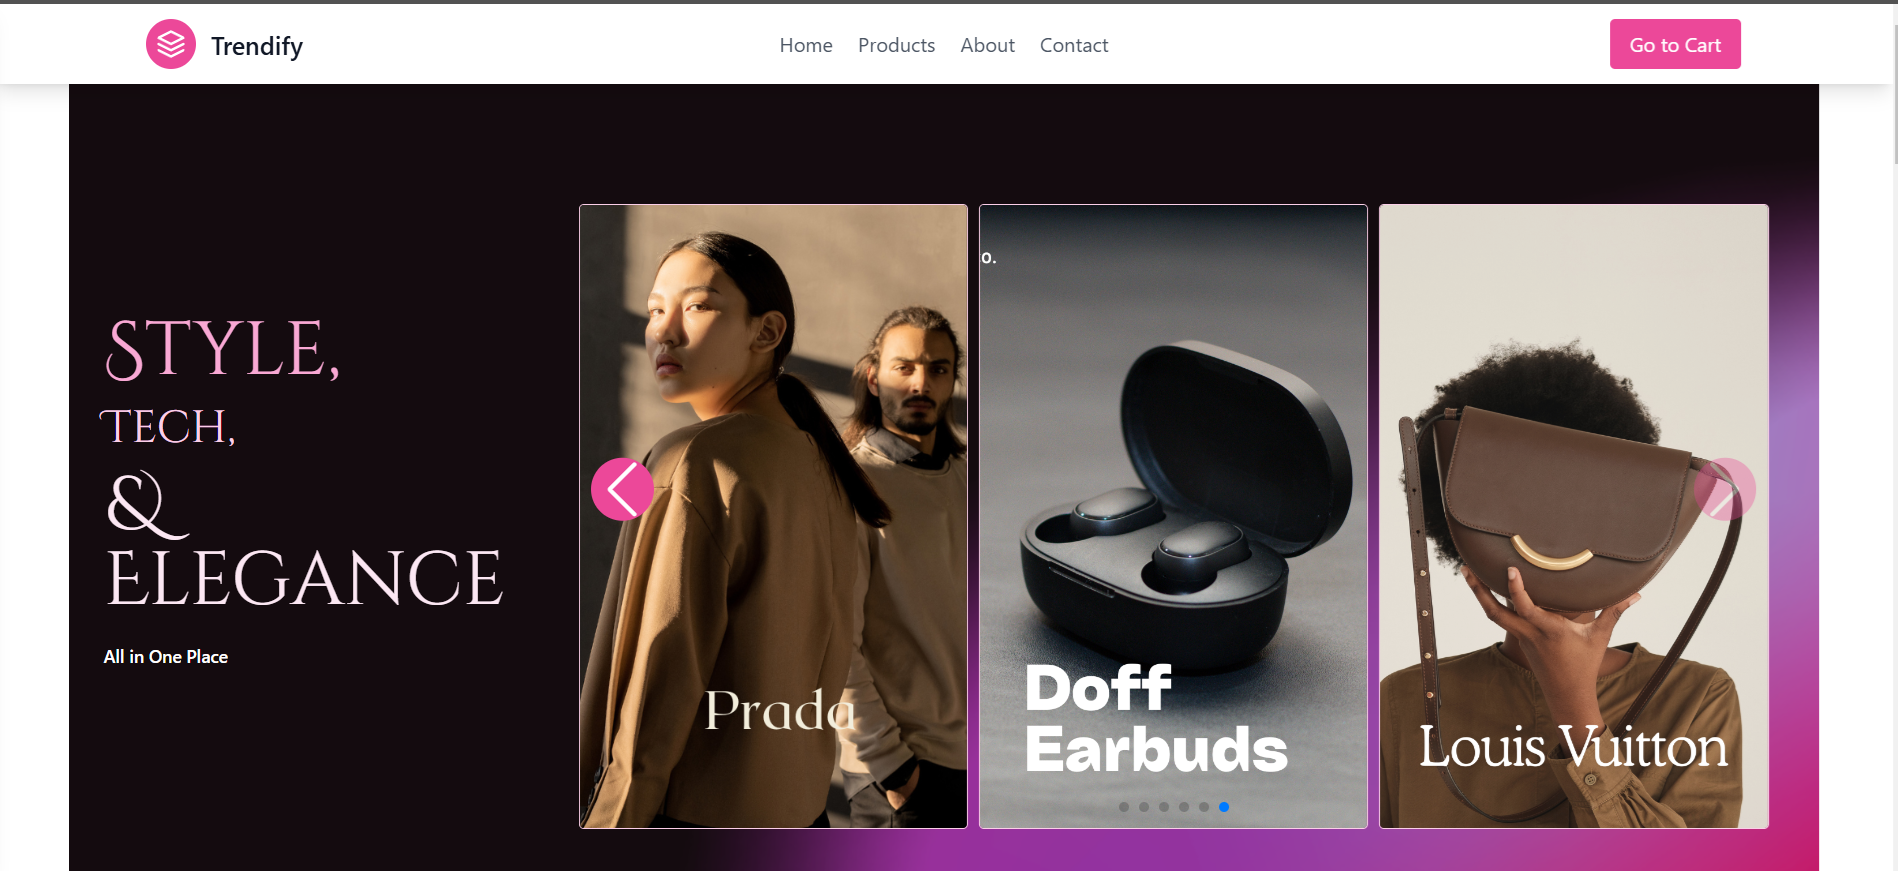 Trendify
Home Products About Contact
Go to Cart
Style,
Tech,
&
Elegance
All in One Place
Prada
o.
Doff
Earbuds
Louis Vuitton